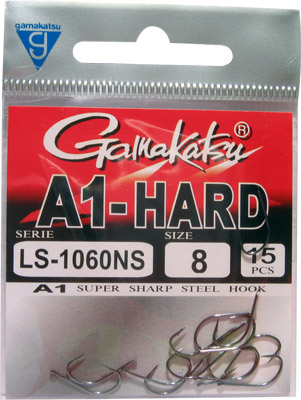 gamakatsu
g
Gamakatsu®
A1-HARD
SERIE SIZE
LS-1060NS 8 15
PCS
A1 SUPER SHARP STEEL HOOK